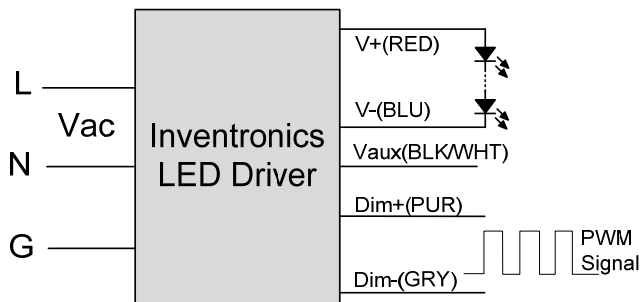 L
Vac
N
G
Inventronics
LED Driver
V+(RED)
V-(BLU)
Vaux(BLK/WHT)
Dim+(PUR)
Dim-(GRY)
PWM
Signal